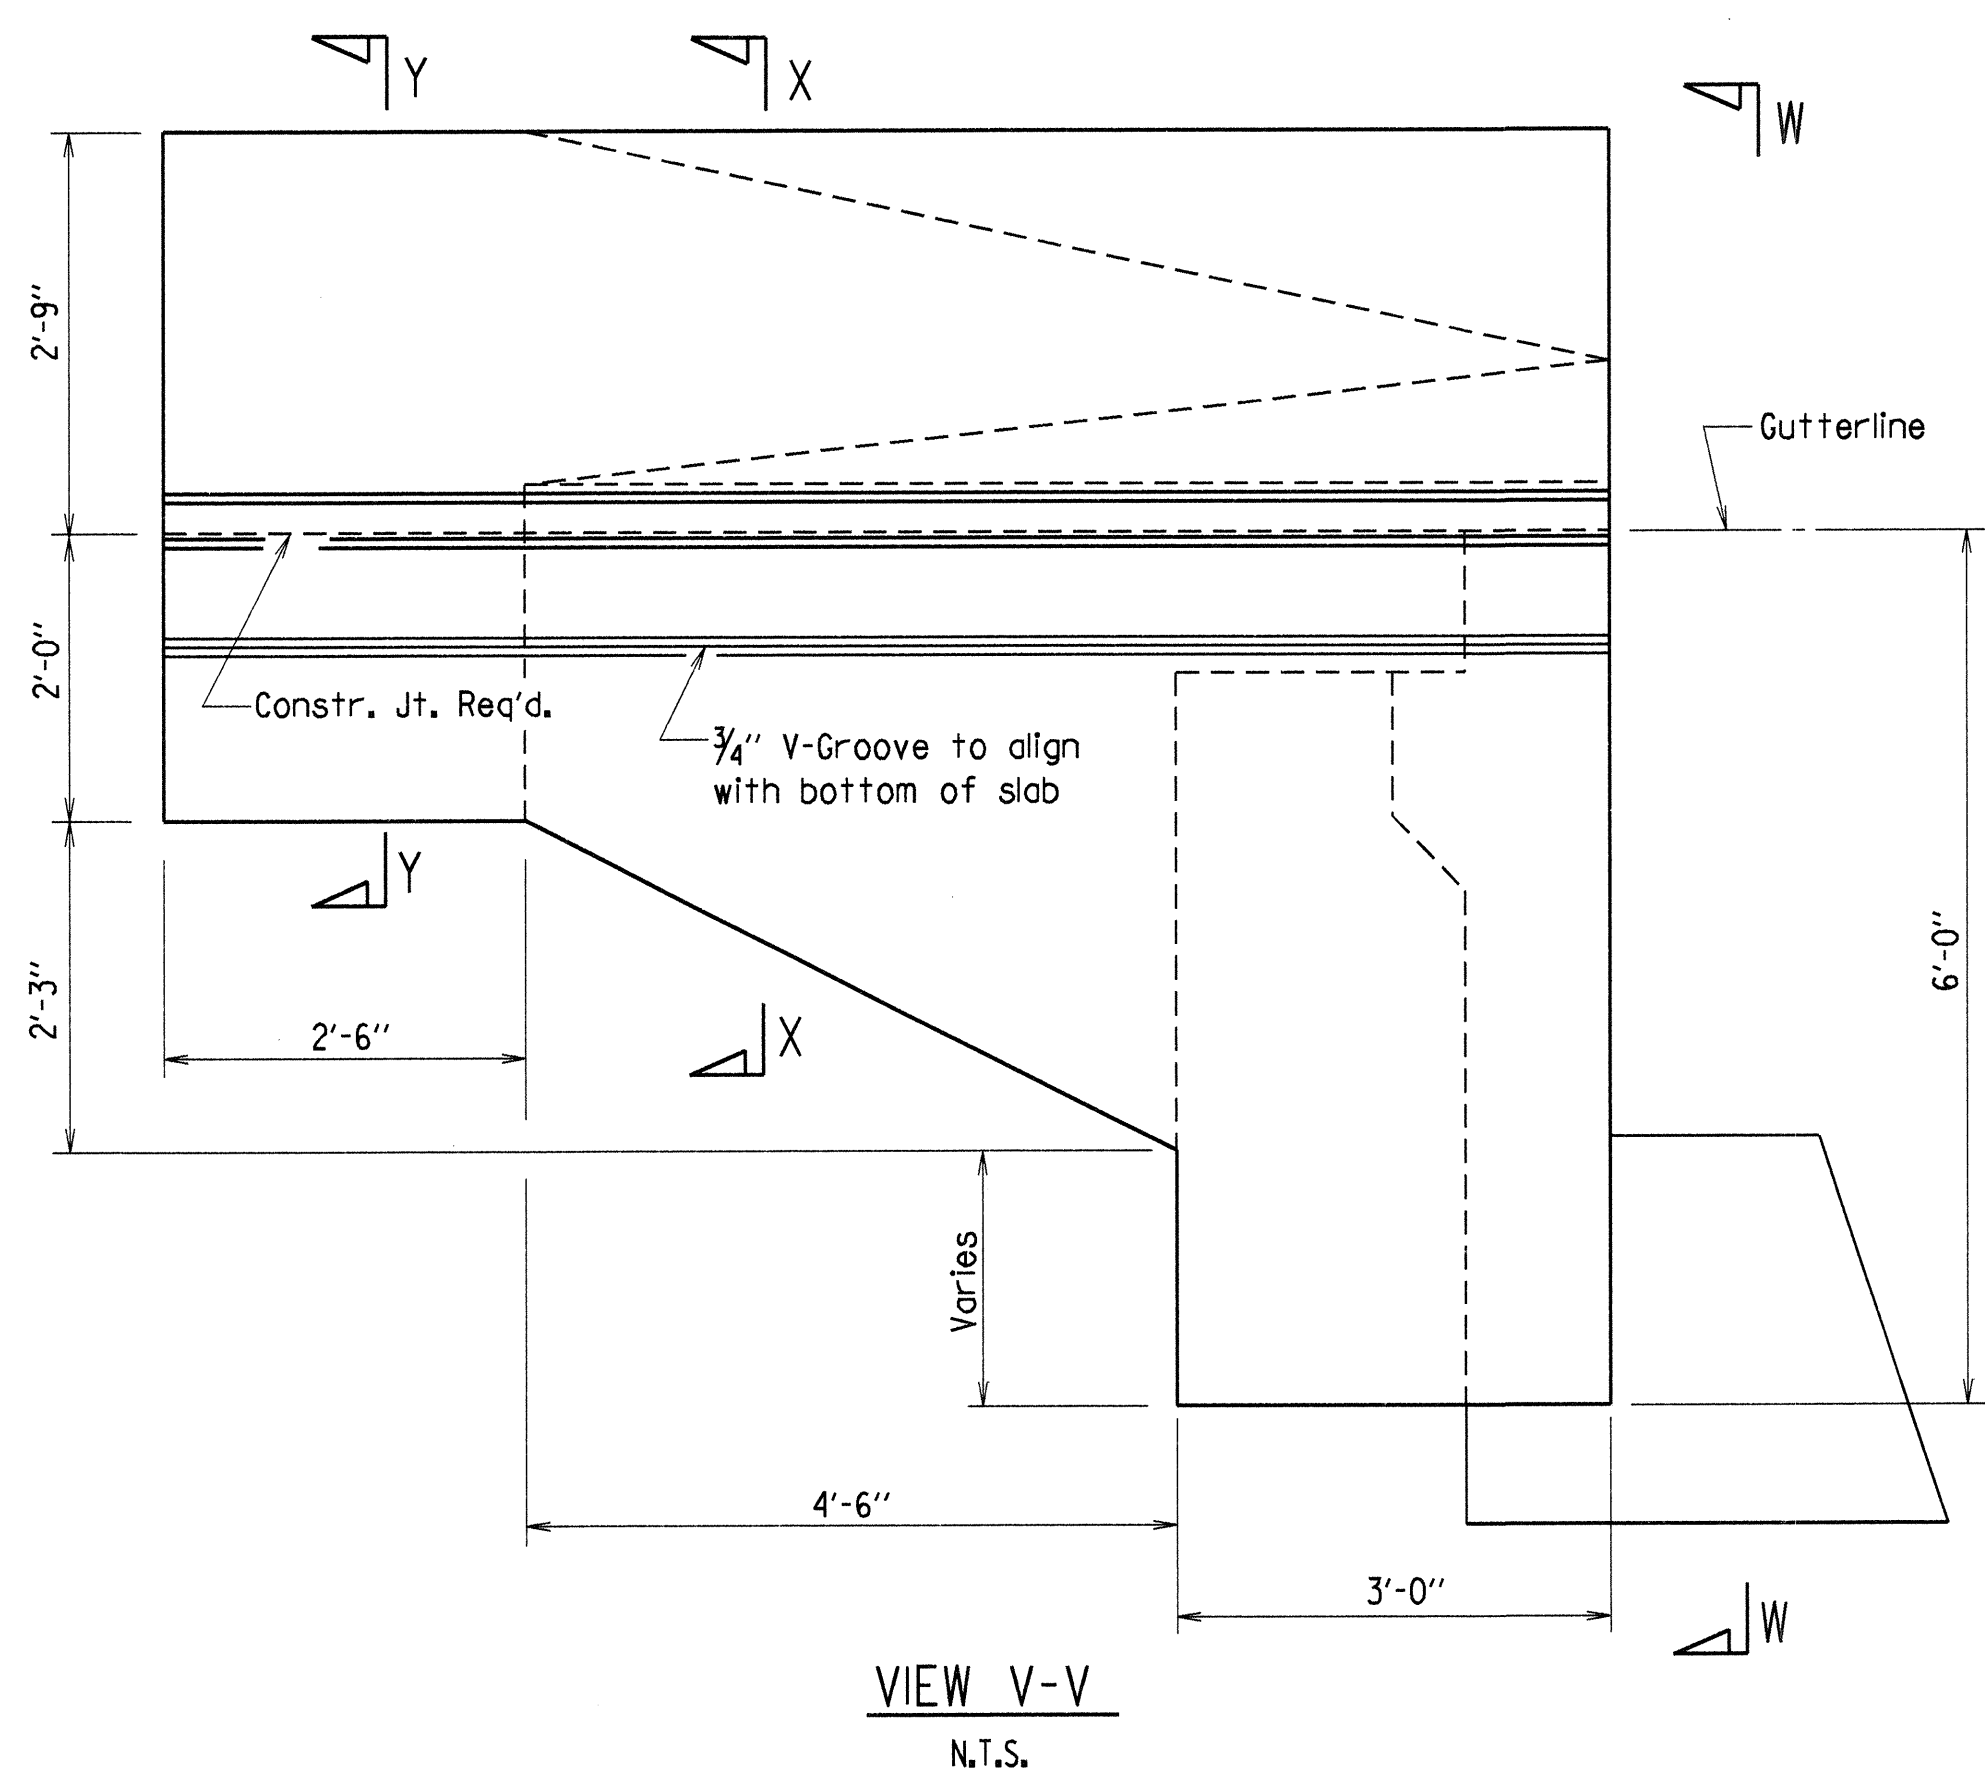 Y
X
W
2'-9"
Gutterline
2'-0"
Constr. Jt. Req'd.
3/4" V-Groove to align
with bottom of slab
Y
6'-0"
2'-3"
2'-6"
X
Varies
4'-6"
3'-0"
W
VIEW V-V
N.T.S.